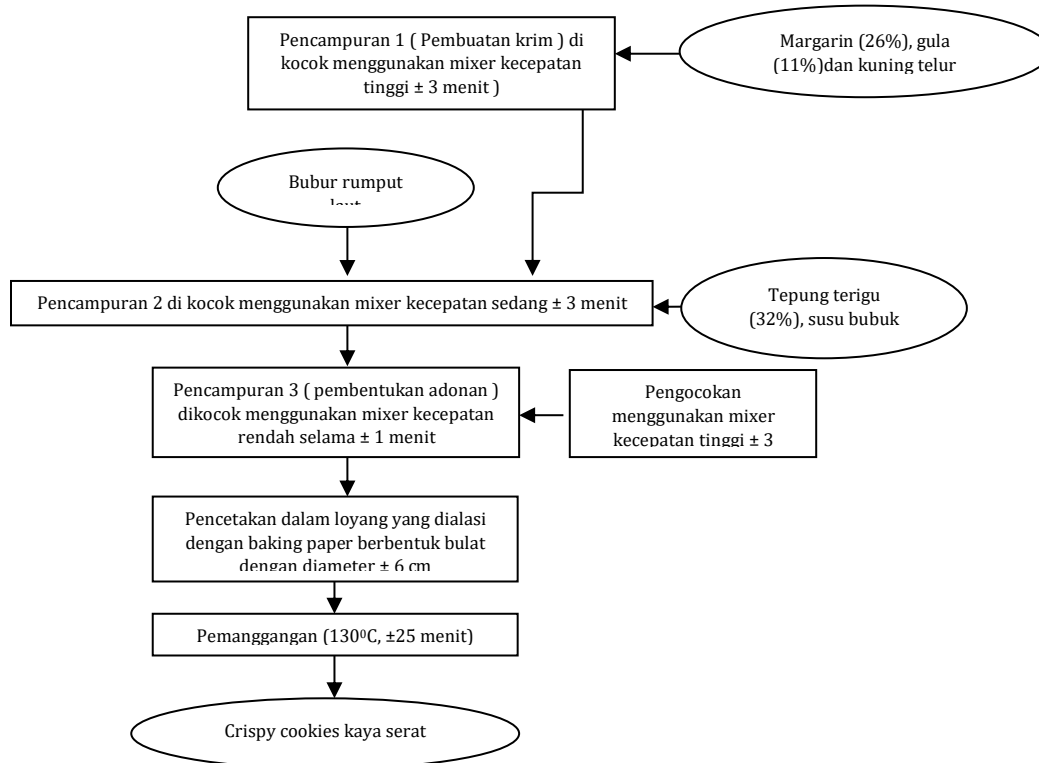 Pencampuran 1 ( Pembuatan krim ) di
kocok menggunakan mixer kecepatan
tinggi ± 3 menit )
Margarin (26%), gula
(11%)dan kuning telur
Bubur rumput
laut
Pencampuran 2 di kocok menggunakan mixer kecepatan sedang ± 3 menit
Tepung terigu
(32%), susu bubuk
Pencampuran 3 ( pembentukan adonan )
dikocok menggunakan mixer kecepatan
rendah selama ± 1 menit
Pengocokan
menggunakan mixer
kecepatan tinggi ± 3
Pencetakan dalam loyang yang dialasi
dengan baking paper berbentuk bulat
dengan diameter ± 6 cm
Pemanggangan (130⁰C, ±25 menit)
Crispy cookies kaya serat